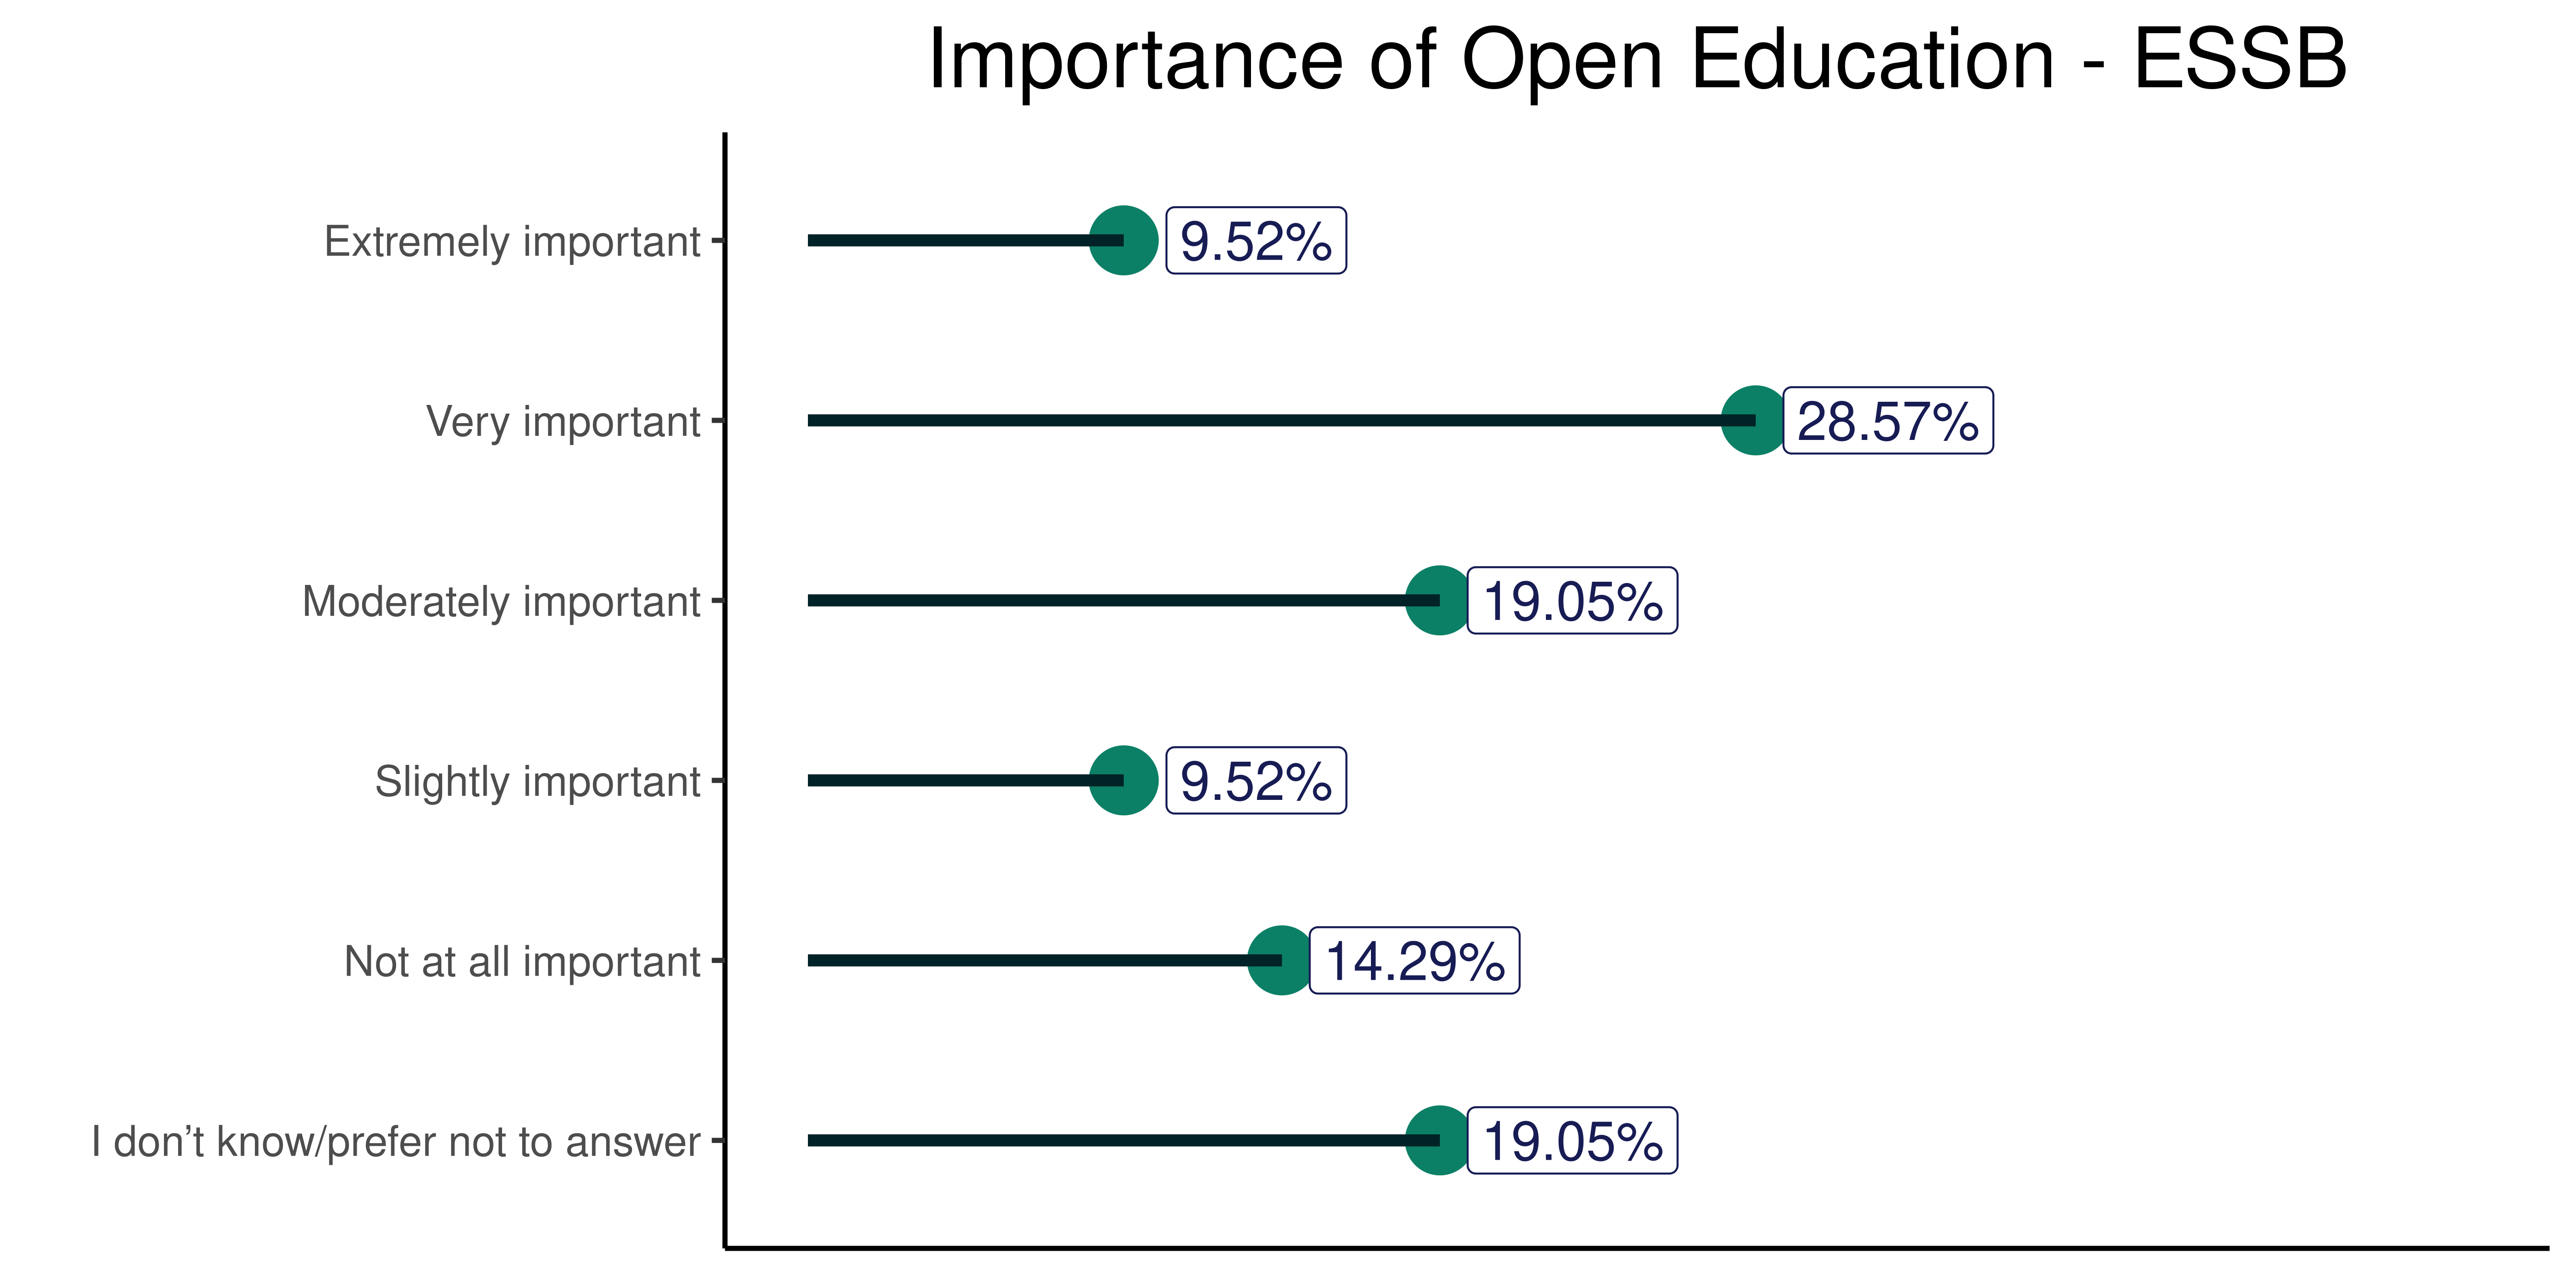 Importance of Open Education - ESSB
Extremely important 9.52%
Very important 28.57%
Moderately important 19.05%
Slightly important 9.52%
Not at all important 14.29%
I don’t know/prefer not to answer 19.05%